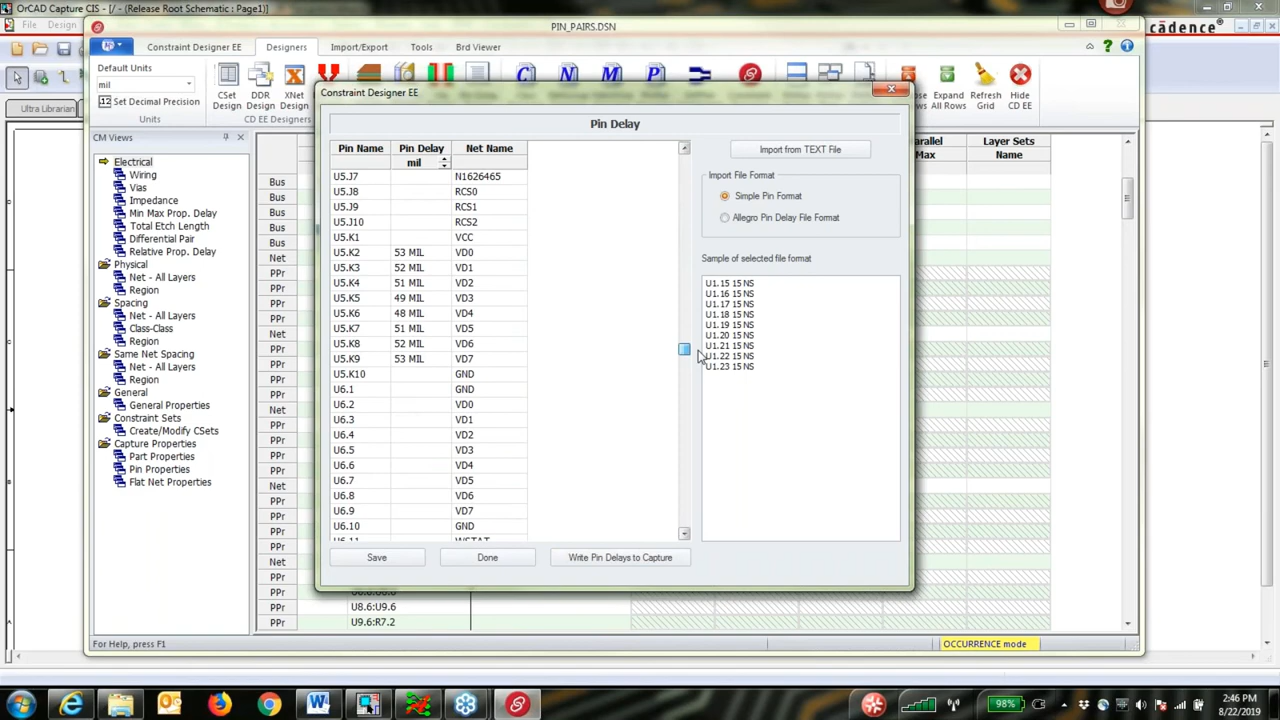 OrCAD Capture CIS - [/ - (Release Root Schematic : Page1)]
File Design
cādence®
PIN_PAIRS.DSN
Constraint Designer EE Designers Import/Export Tools Brd Viewer
Default Units
mil
.12 Set Decimal Precision
Units
CSet Design
DDR Design
XNet Design
CD EE Designers
Expand All Rows
Refresh Grid
Hide CD EE
Ultra Librarian
CM Views
Electrical
Wiring
Vias
Impedance
Min Max Prop. Delay
Total Etch Length
Differential Pair
Relative Prop. Delay
Physical
Net - All Layers
Region
Spacing
Net - All Layers
Class-Class
Region
Same Net Spacing
Net - All Layers
Region
General
General Properties
Constraint Sets
Create/Modify CSets
Capture Properties
Part Properties
Pin Properties
Flat Net Properties
Bus
Bus
Bus
Bus
Bus
Net
PPr
PPr
PPr
PPr
Net
PPr
PPr
PPr
PPr
Net
PPr
PPr
PPr
PPr
Net
PPr
PPr
PPr
PPr
Net
PPr
PPr
PPr
PPr
Layer Sets
Max Name
U8.6:U9.6
U9.6:R7.2
Constraint Designer EE
Pin Delay
Pin Name Pin Delay Net Name
mil
U5.J7 N1626465
U5.J8 RCS0
U5.J9 RCS1
U5.J10 RCS2
U5.K1 VCC
U5.K2 53 MIL VD0
U5.K3 52 MIL VD1
U5.K4 51 MIL VD2
U5.K5 49 MIL VD3
U5.K6 48 MIL VD4
U5.K7 51 MIL VD5
U5.K8 52 MIL VD6
U5.K9 53 MIL VD7
U5.K10 GND
U6.1 GND
U6.2 VD0
U6.3 VD1
U6.4 VD2
U6.5 VD3
U6.6 VD4
U6.7 VD5
U6.8 VD6
U6.9 VD7
U6.10 GND
U6.11 WSTAT
Import from TEXT File
Import File Format
Simple Pin Format
Allegro Pin Delay File Format
Sample of selected file format
U1.15 15 NS
U1.16 15 NS
U1.17 15 NS
U1.18 15 NS
U1.19 15 NS
U1.20 15 NS
U1.21 15 NS
U1.22 15 NS
U1.23 15 NS
Save Done Write Pin Delays to Capture
For Help, press F1
OCCURRENCE mode
98%
2:46 PM
8/22/2019